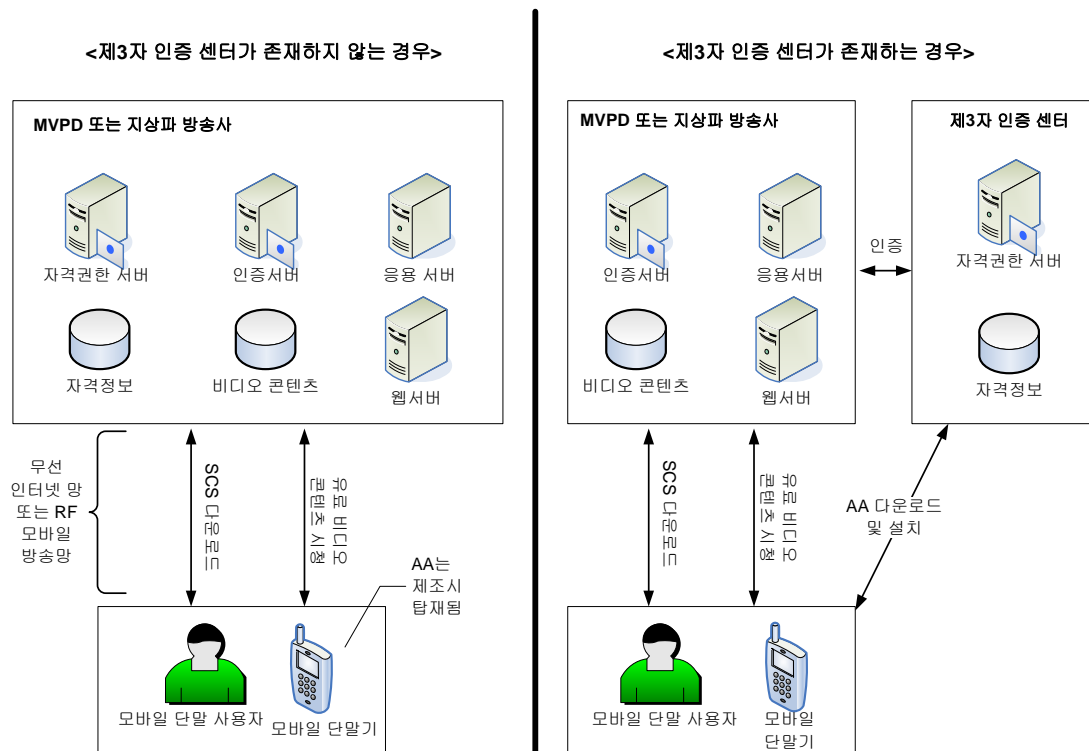 <제3자 인증 센터가 존재하지 않는 경우>
MVPD 또는 지상파 방송사
자격권한 서버
인증서버
응용 서버
자격정보
비디오 콘텐츠
웹서버
무선
인터넷 망
또는 RF
모바일
방송망
SCS 다운로드
유료 비디오
콘텐츠 시청
AA는
제조시
탑재됨
모바일 단말 사용자
모바일 단말기
<제3자 인증 센터가 존재하는 경우>
MVPD 또는 지상파 방송사
인증서버
응용서버
비디오 콘텐츠
웹서버
인증
제3자 인증 센터
자격권한 서버
자격정보
SCS 다운로드
유료 비디오
콘텐츠 시청
AA 다운로드
및 설치
모바일 단말 사용자
모바일
단말기